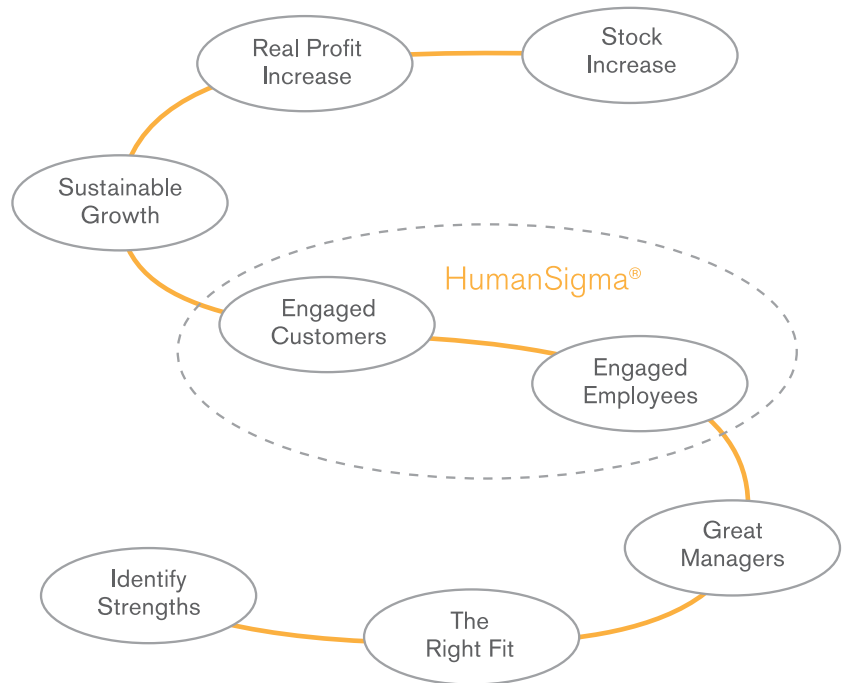 Real Profit
Increase
Stock
Increase
Sustainable
Growth
HumanSigma®
Engaged
Customers
Engaged
Employees
Great
Managers
Identify
Strengths
The
Right Fit